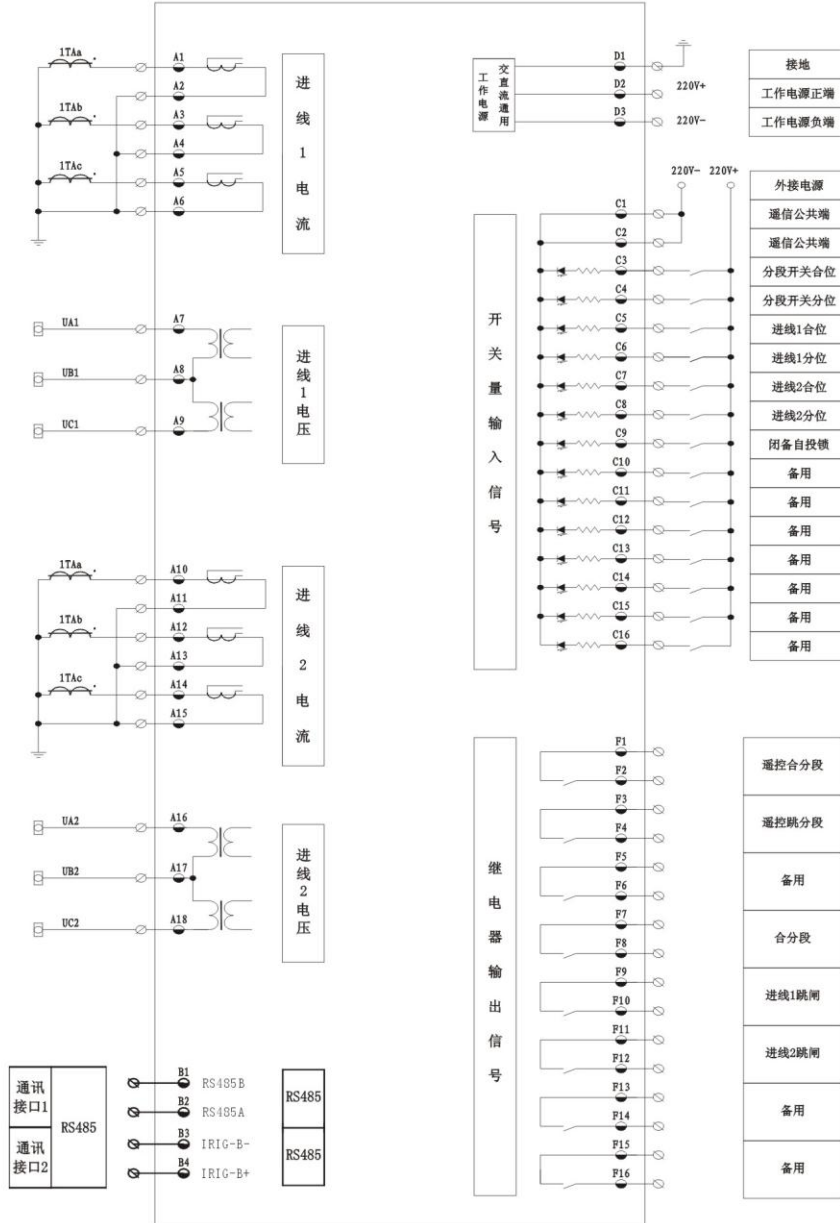 1TAa
A1
A2
1TAb
A3
A4
1TAc
A5
A6
进线1电流
UA1
A7
UB1
A8
UC1
A9
进线1电压
1TAa
A10
A11
1TAb
A12
A13
1TAc
A14
A15
进线2电流
UA2
A16
UB2
A17
UC2
A18
进线2电压
通讯
接口1
通讯
接口2
RS485
B1
RS485B
B2
RS485A
B3
IRIG-B-
B4
IRIG-B+
RS485
RS485
工作电源
交直流通用
D1
接地
D2
220V+
工作电源正端
D3
220V-
工作电源负端
220V-
220V+
外接电源
开关量输入信号
C1
遥信公共端
C2
遥信公共端
C3
分段开关合位
C4
分段开关分位
C5
进线1合位
C6
进线1分位
C7
进线2合位
C8
进线2分位
C9
闭备自投锁
C10
备用
C11
备用
C12
备用
C13
备用
C14
备用
C15
备用
C16
备用
继电器输出信号
F1
F2
遥控合分段
F3
F4
遥控跳分段
F5
F6
备用
F7
F8
合分段
F9
F10
进线1跳闸
F11
F12
进线2跳闸
F13
F14
备用
F15
F16
备用